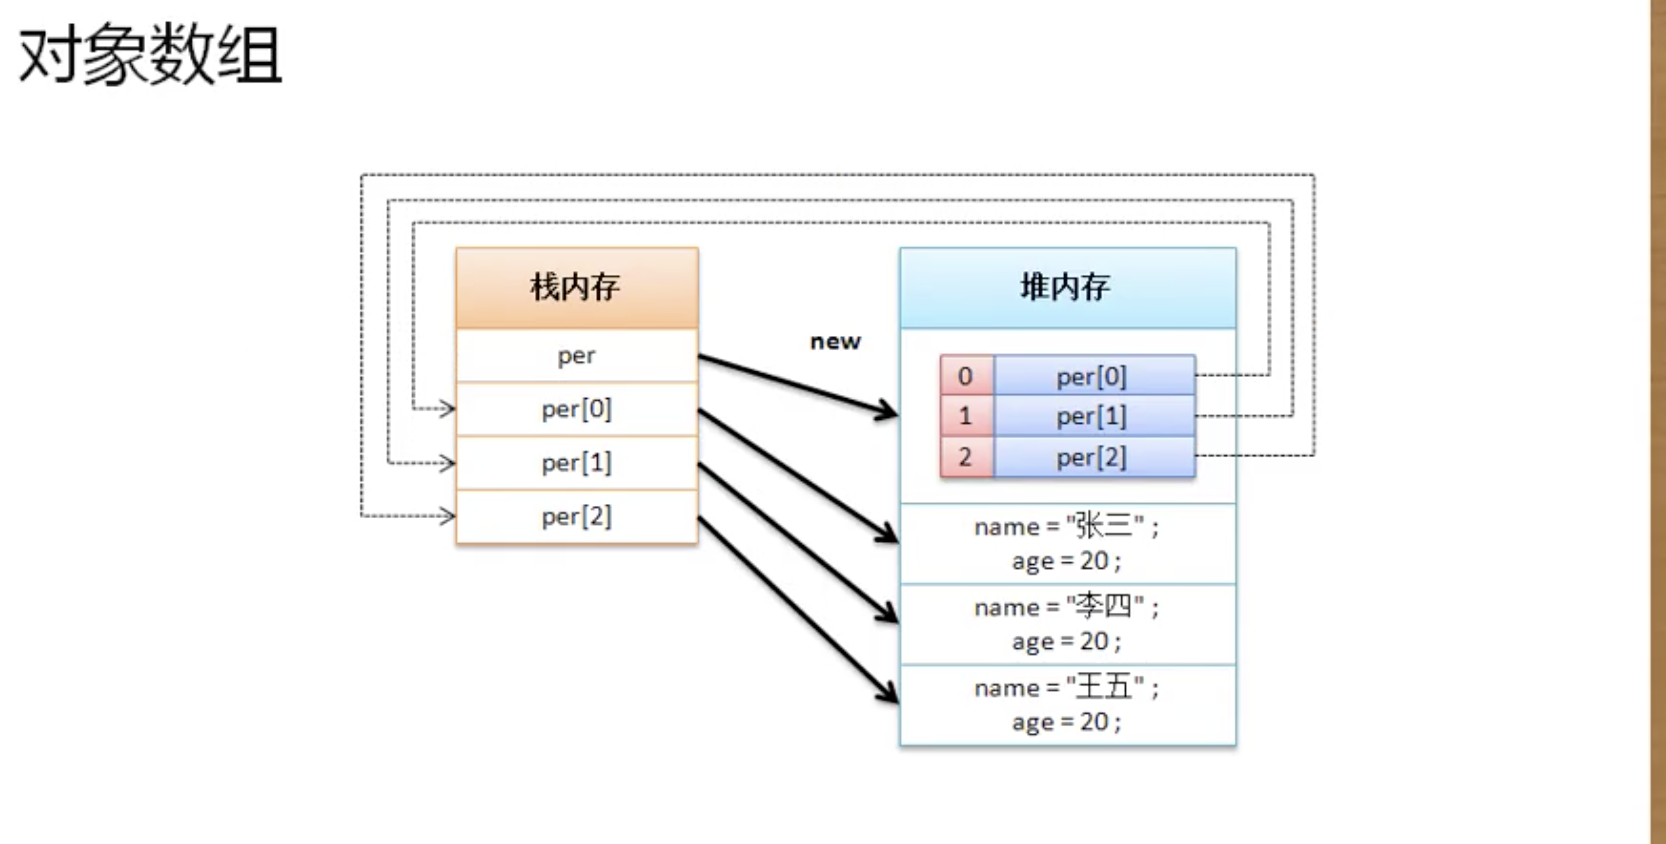 对象数组
栈内存
per
per[0]
per[1]
per[2]
new
堆内存
0 per[0]
1 per[1]
2 per[2]
name = "张三" ;
age = 20 ;
name = "李四" ;
age = 20 ;
name = "王五" ;
age = 20 ;